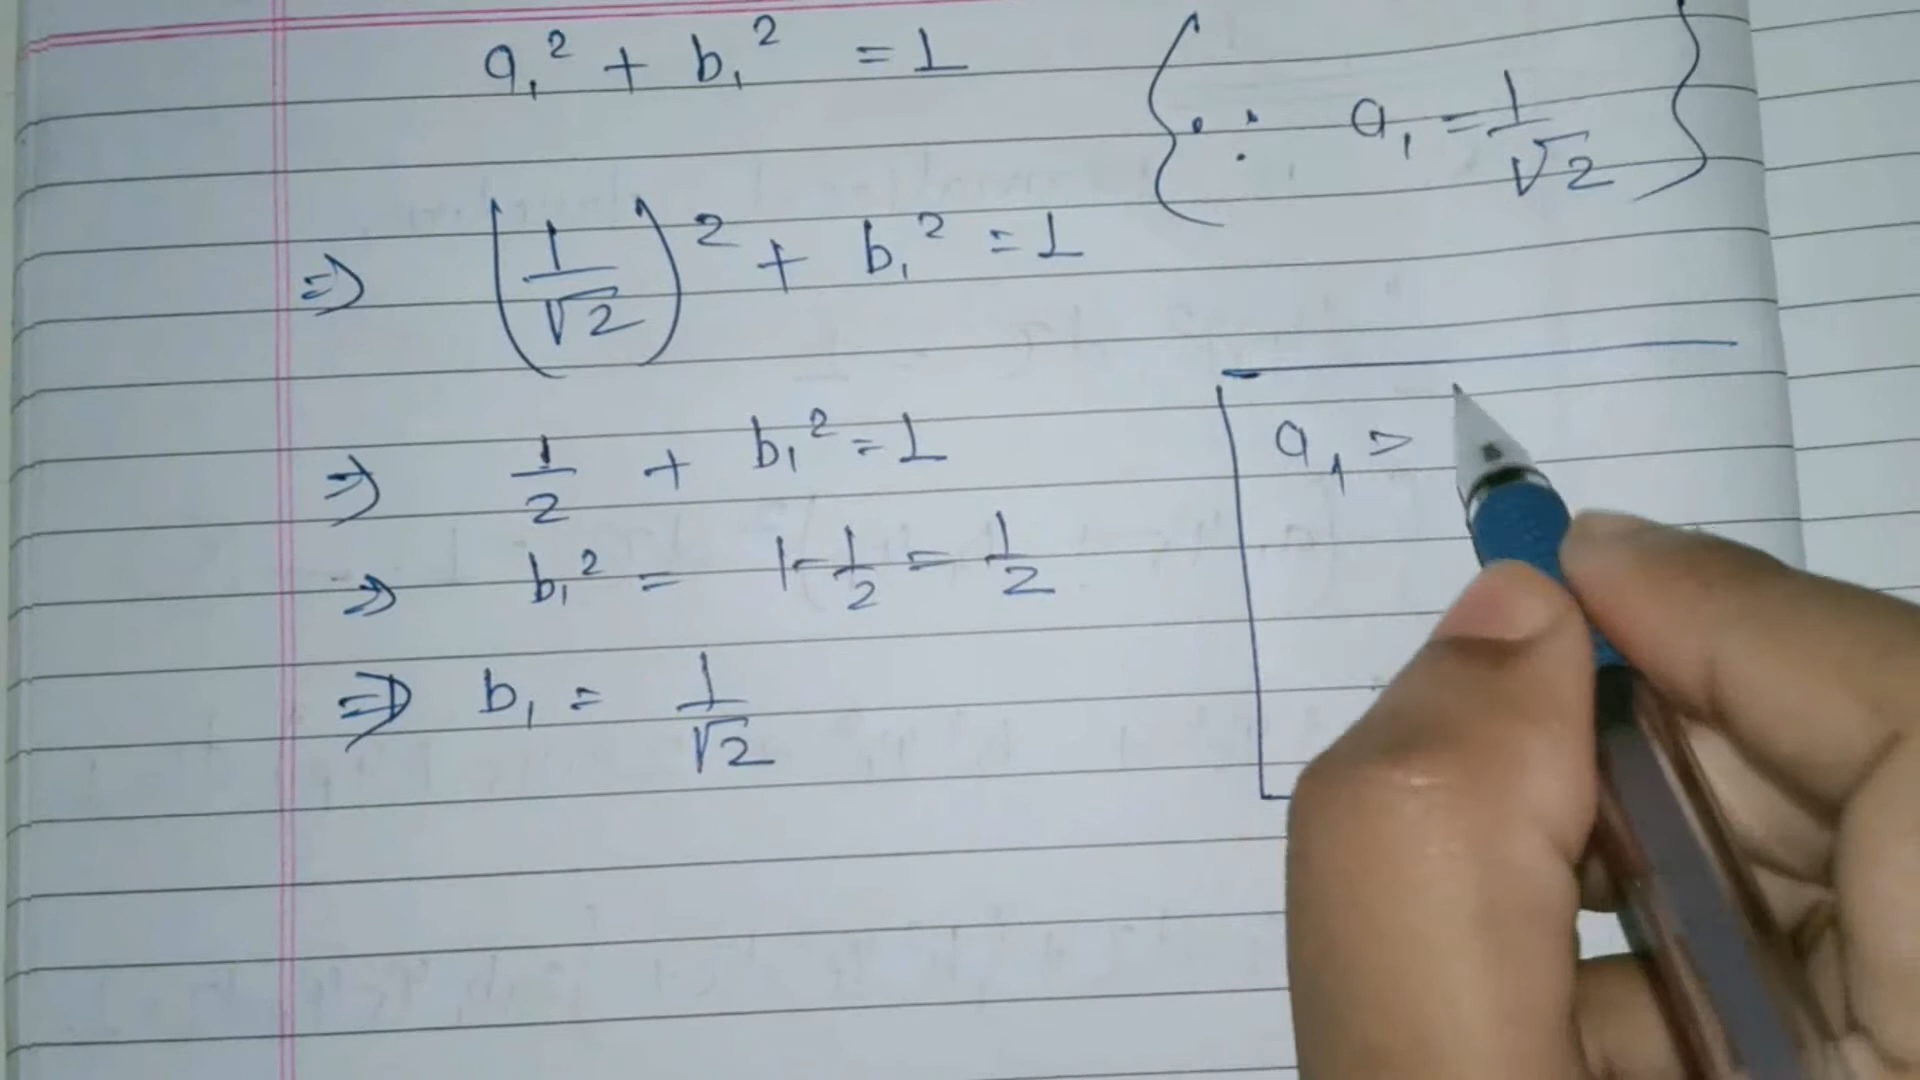 a₁² + b₁² = 1
{∵ a₁ = 1/√2}
⇒ (1/√2)² + b₁² = 1
⇒ 1/2 + b₁² = 1
⇒ b₁² = 1 - 1/2 = 1/2
⇒ b₁ = 1/√2
a₁ =